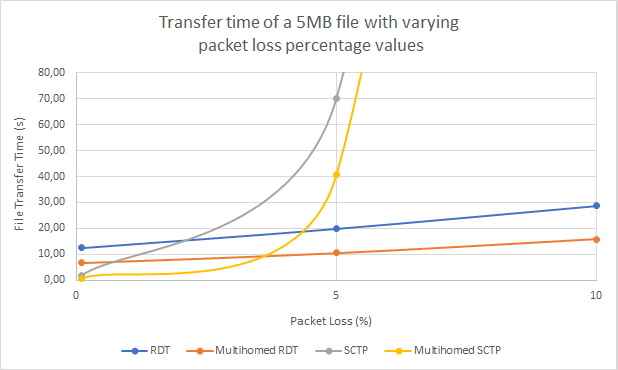 Transfer time of a 5MB file with varying
packet loss percentage values
80,00
70,00
60,00
50,00
40,00
30,00
20,00
10,00
0,00
File Transfer Time (s)
0
5
10
Packet Loss (%)
RDT
Multihomed RDT
SCTP
Multihomed SCTP